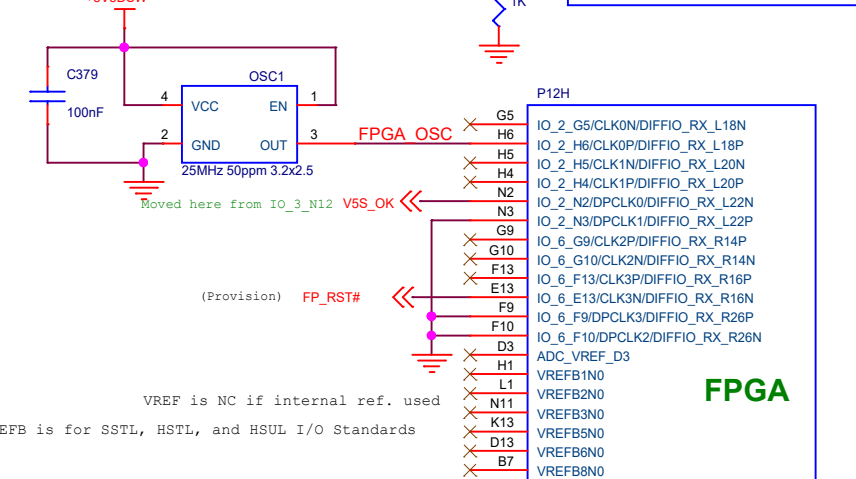 1K
C379
100nF
OSC1
4
VCC
EN
1
2
GND
OUT
3
25MHz 50ppm 3.2x2.5
FPGA_OSC
Moved here from IO_3_N12
V5S_OK
(Provision)
FP_RST#
VREF is NC if internal ref. used
EFB is for SSTL, HSTL, and HSUL I/O Standards
P12H
G5 IO_2_G5/CLK0N/DIFFIO_RX_L18N
H6 IO_2_H6/CLK0P/DIFFIO_RX_L18P
H5 IO_2_H5/CLK1N/DIFFIO_RX_L20N
H4 IO_2_H4/CLK1P/DIFFIO_RX_L20P
N2 IO_2_N2/DPCLK0/DIFFIO_RX_L22N
N3 IO_2_N3/DPCLK1/DIFFIO_RX_L22P
G9 IO_6_G9/CLK2P/DIFFIO_RX_R14P
G10 IO_6_G10/CLK2N/DIFFIO_RX_R14N
F13 IO_6_F13/CLK3P/DIFFIO_RX_R16P
E13 IO_6_E13/CLK3N/DIFFIO_RX_R16N
F9 IO_6_F9/DPCLK3/DIFFIO_RX_R26P
F10 IO_6_F10/DPCLK2/DIFFIO_RX_R26N
D3 ADC_VREF_D3
H1 VREFB1N0
L1 VREFB2N0
N11 VREFB3N0
K13 VREFB5N0
D13 VREFB6N0
B7 VREFB8N0
FPGA